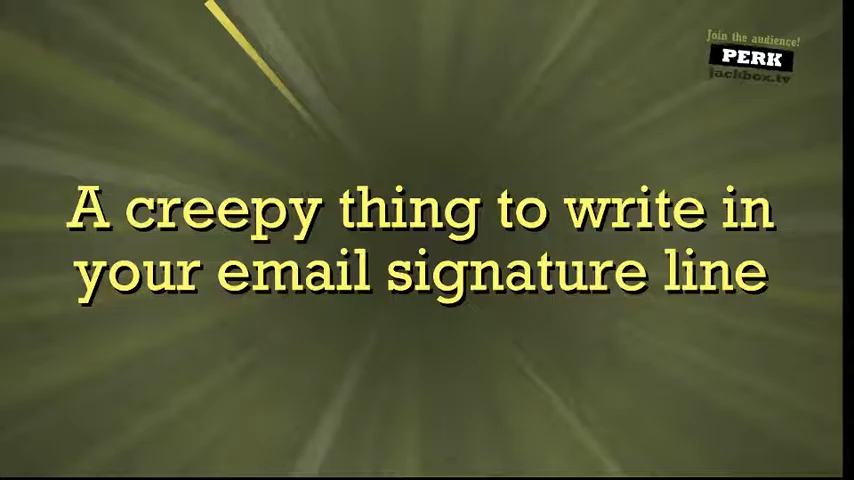 Join the audience!
PERK
jackbox.tv
A creepy thing to write in
your email signature line